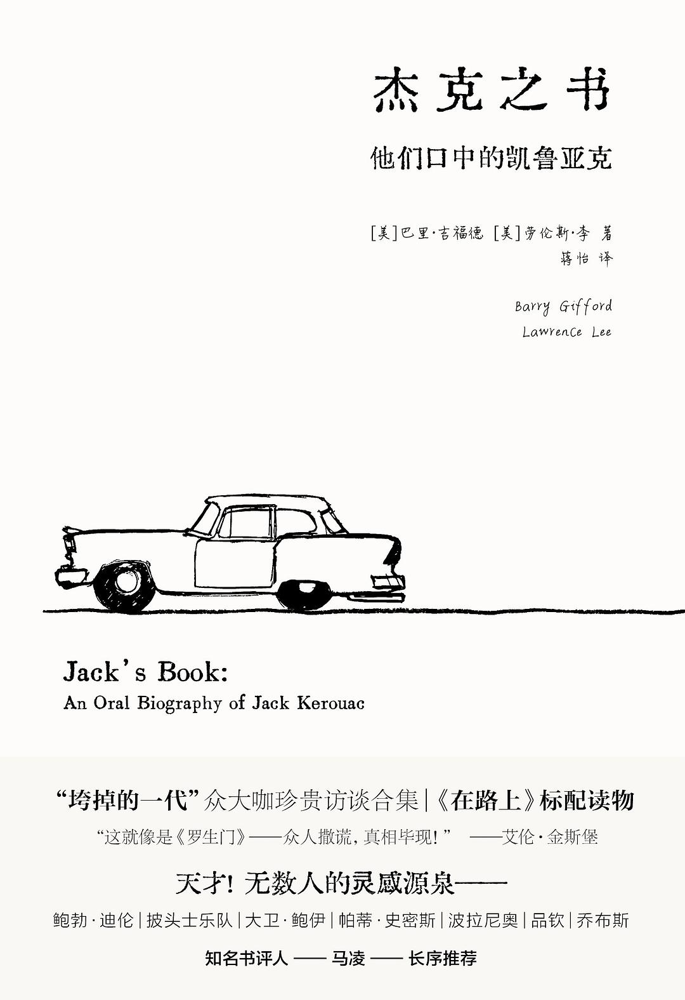 杰克之书
他们口中的凯鲁亚克
[美]巴里·吉福德 [美]劳伦斯·李 著
蒋怡 译
Barry Gifford
Lawrence Lee
Jack's Book:
An Oral Biography of Jack Kerouac
“垮掉的一代”众大咖珍贵访谈合集|《在路上》标配读物
“这就像是《罗生门》——众人撒谎，真相毕现！” ——艾伦·金斯堡
天才！无数人的灵感源泉——
鲍勃·迪伦|披头士乐队|大卫·鲍伊|帕蒂·史密斯|波拉尼奥|品钦|乔布斯
知名书评人 —— 马凌 —— 长序推荐